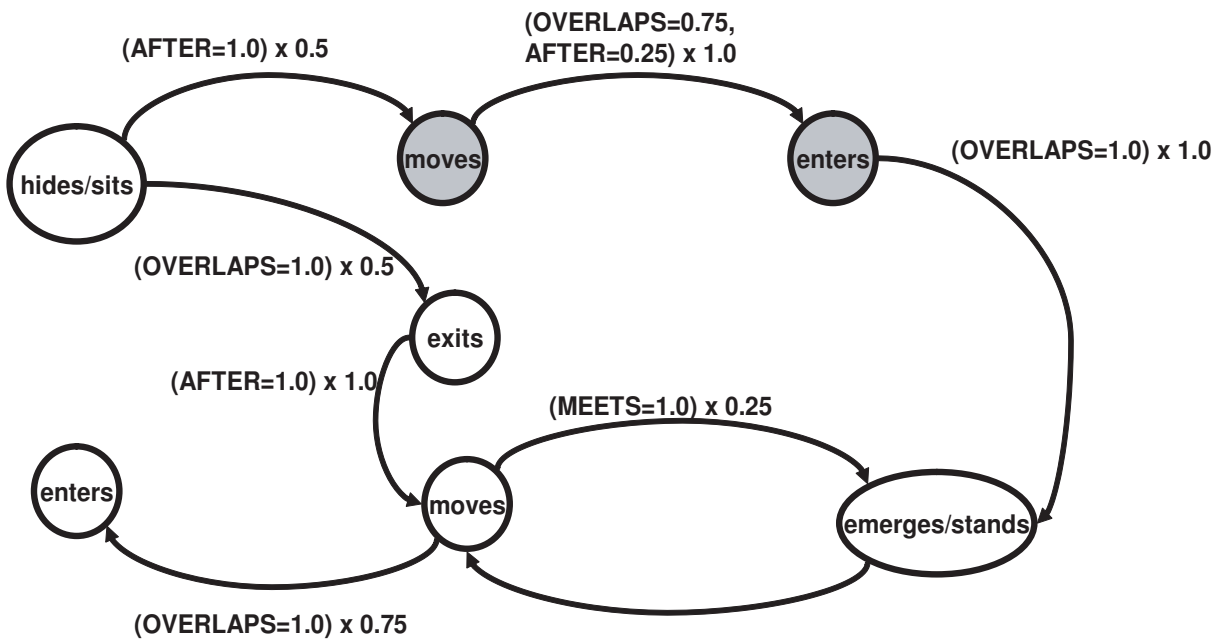 (OVERLAPS=0.75,
(AFTER=1.0) x 0.5
AFTER=0.25) x 1.0
moves
enters
(OVERLAPS=1.0) x 1.0
hides/sits
(OVERLAPS=1.0) x 0.5
exits
(AFTER=1.0) x 1.0
(MEETS=1.0) x 0.25
enters
moves
emerges/stands
(OVERLAPS=1.0) x 0.75